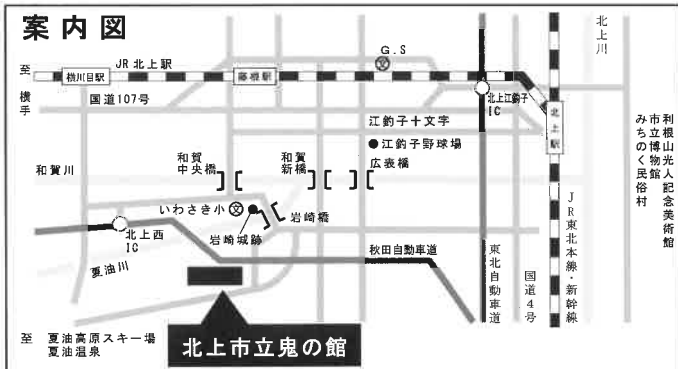 案内図
G.S
北上川
JR北上駅
至 横手
横川目駅
藤根駅
国道107号
北上江釣子IC
北上駅
江釣子十文字
江釣子野球場
利根山光人記念美術館
市立博物館
みちのく民俗村
和賀川
和賀中央橋
和賀新橋
広表橋
いわさき小
文
岩崎橋
岩崎城跡
北上西IC
夏油川
秋田自動車道
東北自動車道
国道4号
JR東北本線・新幹線
至 夏油高原スキー場
夏油温泉
北上市立鬼の館